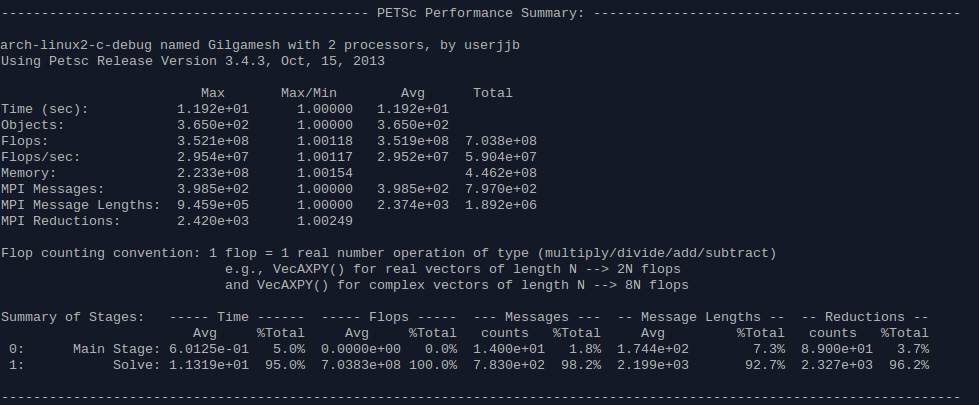 ---------------------------------------------- PETSc Performance Summary: ----------------------------------------------

arch-linux2-c-debug named Gilgamesh with 2 processors, by userjjb
Using Petsc Release Version 3.4.3, Oct, 15, 2013

                         Max       Max/Min        Avg      Total
Time (sec):           1.192e+01      1.00000   1.192e+01
Objects:              3.650e+02      1.00000   3.650e+02
Flops:                3.521e+08      1.00118   3.519e+08  7.038e+08
Flops/sec:            2.954e+07      1.00117   2.952e+07  5.904e+07
Memory:               2.233e+08      1.00154              4.462e+08
MPI Messages:         3.985e+02      1.00000   3.985e+02  7.970e+02
MPI Message Lengths:  9.459e+05      1.00000   2.374e+03  1.892e+06
MPI Reductions:       2.420e+03      1.00249

Flop counting convention: 1 flop = 1 real number operation of type (multiply/divide/add/subtract)
                            e.g., VecAXPY() for real vectors of length N --> 2N flops
                            and VecAXPY() for complex vectors of length N --> 8N flops

Summary of Stages:   ----- Time ------  ----- Flops -----  --- Messages ---  -- Message Lengths --  -- Reductions --
                        Avg     %Total     Avg     %Total   counts   %Total     Avg         %Total   counts   %Total
 0:      Main Stage: 6.0125e-01   5.0%  0.0000e+00   0.0%  1.400e+01   1.8%  1.744e+02        7.3%  8.900e+01   3.7%
 1:           Solve: 1.1319e+01  95.0%  7.0383e+08 100.0%  7.830e+02  98.2%  2.199e+03       92.7%  2.327e+03  96.2%

------------------------------------------------------------------------------------------------------------------------